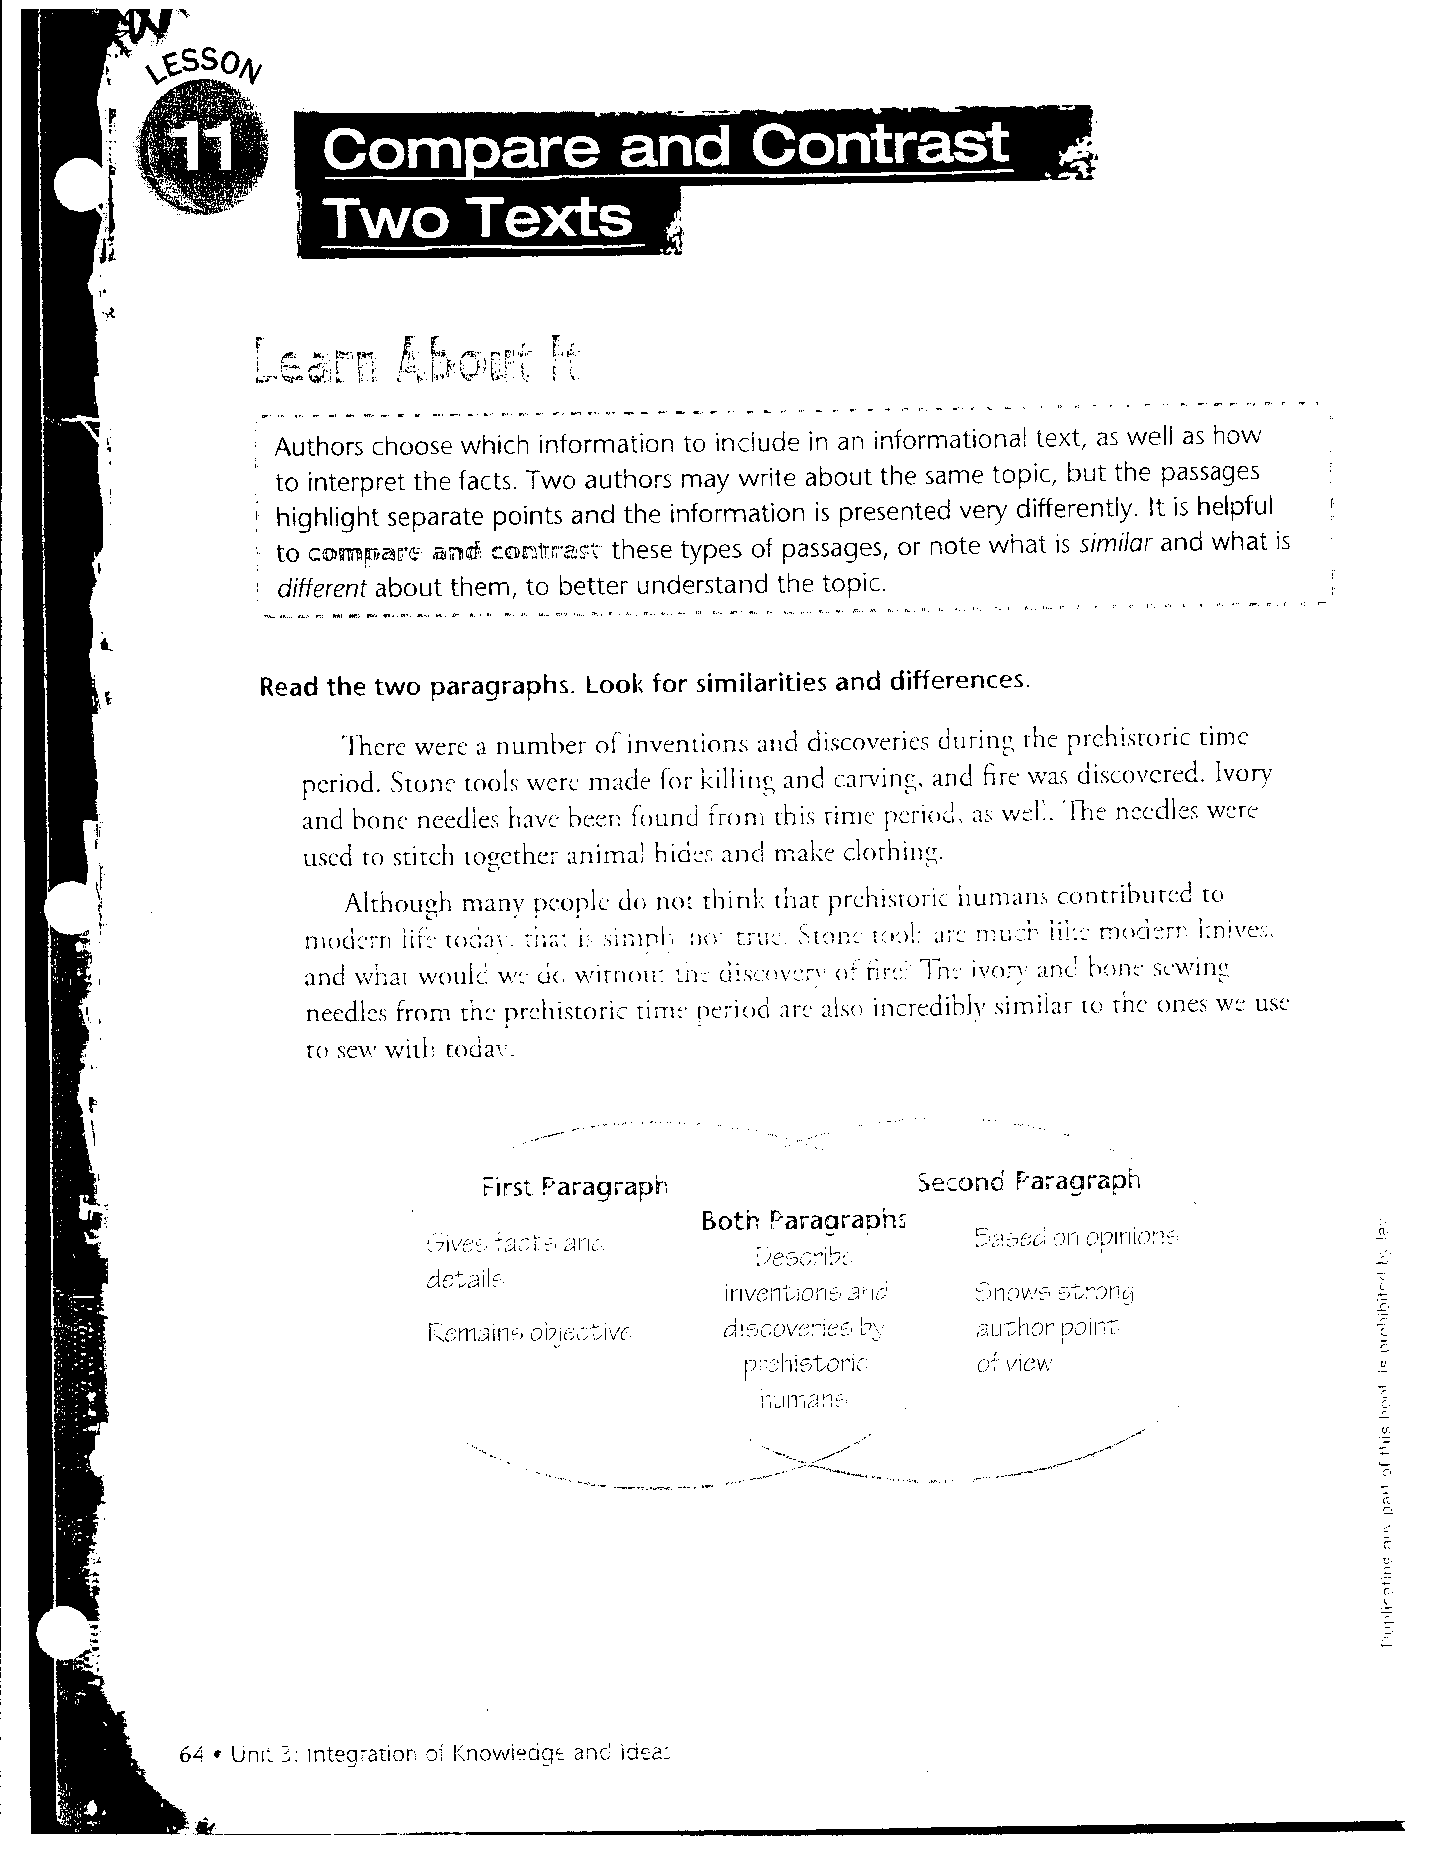 LESSON
11
Compare and Contrast
Two Texts
Learn About It
Authors choose which information to include in an informational text, as well as how
to interpret the facts. Two authors may write about the same topic, but the passages
highlight separate points and the information is presented very differently. It is helpful
to compare and contrast these types of passages, or note what is similar and what is
different about them, to better understand the topic.
Read the two paragraphs. Look for similarities and differences.
There were a number of inventions and discoveries during the prehistoric time
period. Stone tools were made for killing and carving, and fire was discovered. Ivory
and bone needles have been found from this time period, as well. The needles were
used to stitch together animal hides and make clothing.
Although many people do not think that prehistoric humans contributed to
modern life today, that is simply not true. Stone tools are much like modern knives,
and what would we do without the discovery of fire? The ivory and bone sewing
needles from the prehistoric time period are also incredibly similar to the ones we use
to sew with today.
First Paragraph
Gives facts and
details
Remains objective
Both Paragraphs
Describe
inventions and
discoveries by
prehistoric
humans
Second Paragraph
Based on opinions
Shows strong
author point
of view
Duplicating any part of this book is prohibited by law.
64 • Unit 3: Integration of Knowledge and Ideas